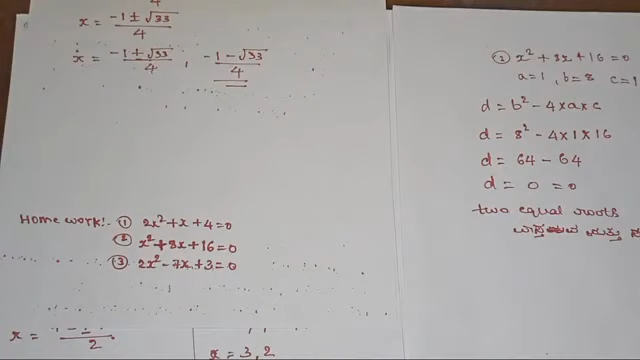 x = -1 ± √33 / 4
x = -1 ± √33 / 4 , -1 - √33 / 4
Home work:- ① 2x² + x + 4 = 0
② x² + 8x + 16 = 0
③ 2x² - 7x + 3 = 0
2
x =
x = 3, 2
② x² + 8x + 16 = 0
a = 1 , b = 8 c = 1
d = b² - 4 × a × c
d = 8² - 4 × 1 × 16
d = 64 - 64
d = 0 = 0
two equal roots